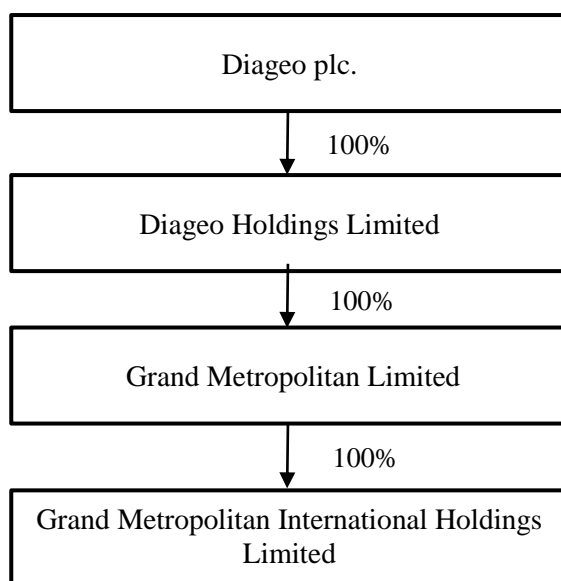 Diageo plc.
100%
Diageo Holdings Limited
100%
Grand Metropolitan Limited
100%
Grand Metropolitan International Holdings
Limited